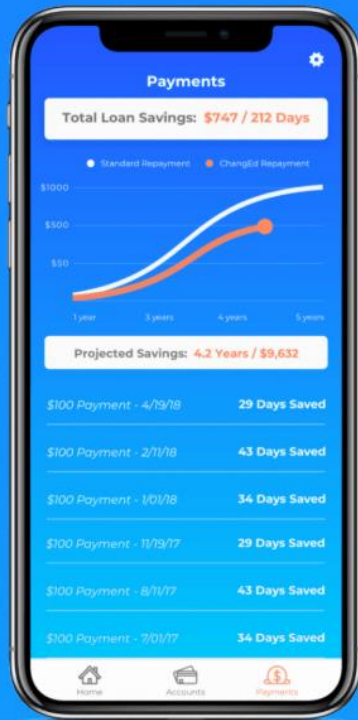 Payments
Total Loan Savings: $747 / 212 Days
Standard Repayment ChangEd Repayment
$1000
$500
$50
1 year 3 years 4 years 5 years
Projected Savings: 4.2 Years / $9,632
$100 Payment - 4/19/18 29 Days Saved
$100 Payment - 2/11/18 43 Days Saved
$100 Payment - 1/01/18 34 Days Saved
$100 Payment - 11/19/17 29 Days Saved
$100 Payment - 8/11/17 43 Days Saved
$100 Payment - 7/01/17 34 Days Saved
Home Accounts Payments